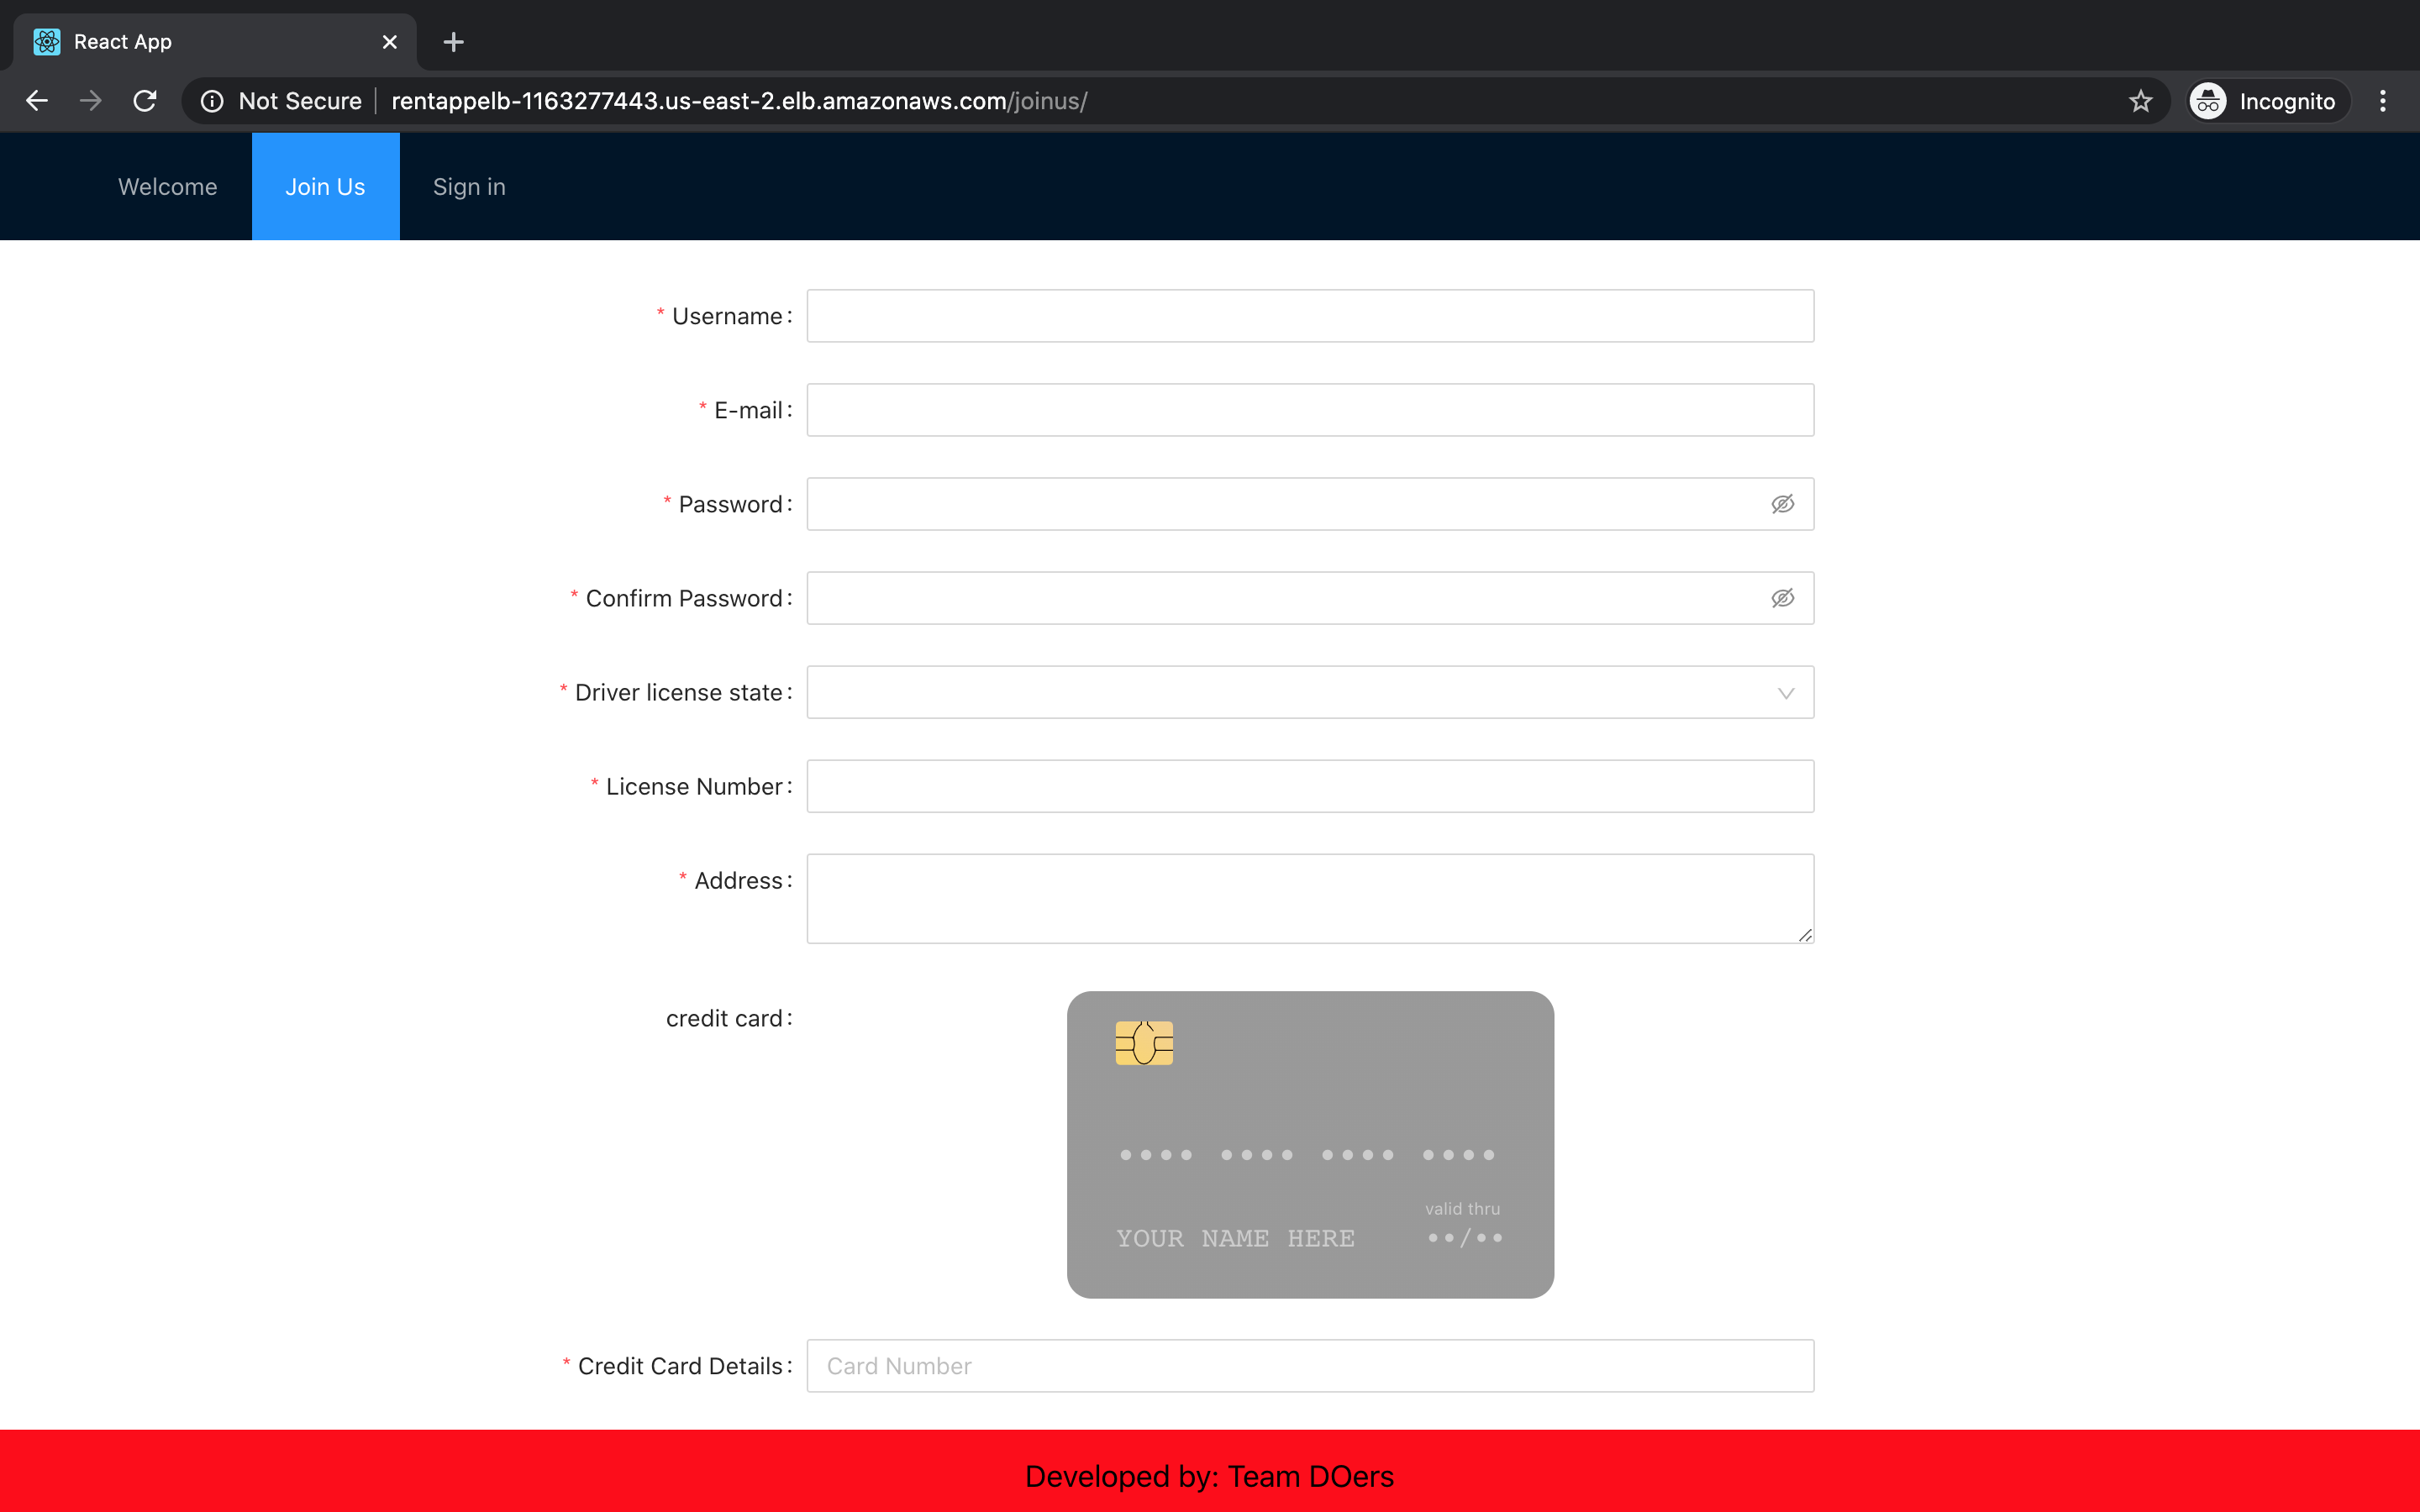 React App
Not Secure
rentappelb-1163277443.us-east-2.elb.amazonaws.com/joinus/
Incognito
Welcome
Join Us
Sign in
* Username:
* E-mail:
* Password:
* Confirm Password:
* Driver license state:
* License Number:
* Address:
credit card:
•••• •••• •••• ••••
valid thru
YOUR NAME HERE ••/••
* Credit Card Details: Card Number
Developed by: Team DOers